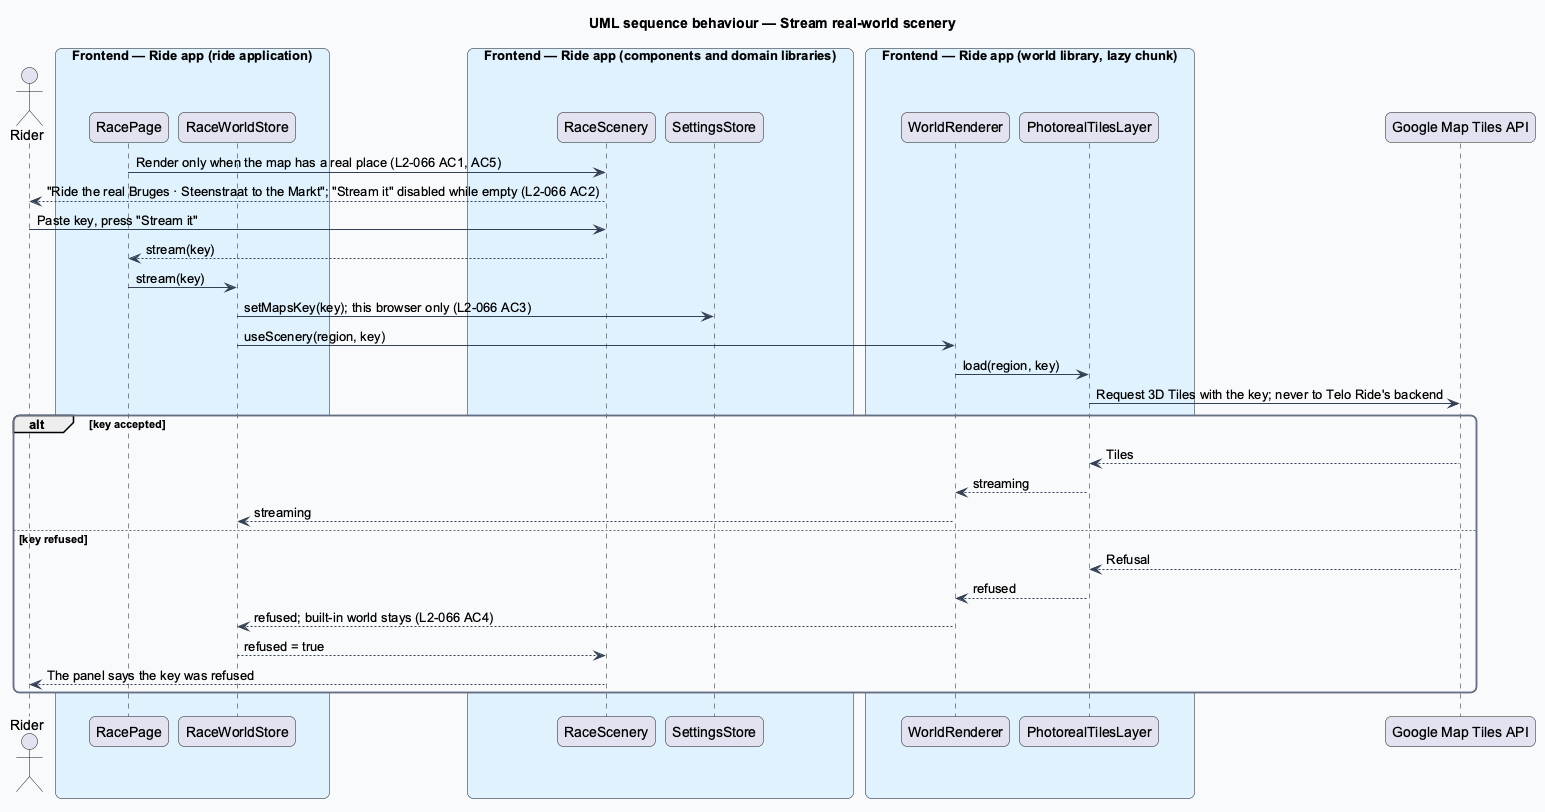 UML sequence behaviour — Stream real-world scenery
Frontend — Ride app (ride application)
Frontend — Ride app (components and domain libraries)
Frontend — Ride app (world library, lazy chunk)
Rider
RacePage
RaceWorldStore
RaceScenery
SettingsStore
WorldRenderer
PhotorealTilesLayer
Google Map Tiles API
Render only when the map has a real place (L2-066 AC1, AC5)
"Ride the real Bruges · Steenstraat to the Markt"; "Stream it" disabled while empty (L2-066 AC2)
Paste key, press "Stream it"
stream(key)
stream(key)
setMapsKey(key); this browser only (L2-066 AC3)
useScenery(region, key)
load(region, key)
Request 3D Tiles with the key; never to Telo Ride's backend
alt
[key accepted]
Tiles
streaming
streaming
[key refused]
Refusal
refused
refused; built-in world stays (L2-066 AC4)
refused = true
The panel says the key was refused
Rider
RacePage
RaceWorldStore
RaceScenery
SettingsStore
WorldRenderer
PhotorealTilesLayer
Google Map Tiles API